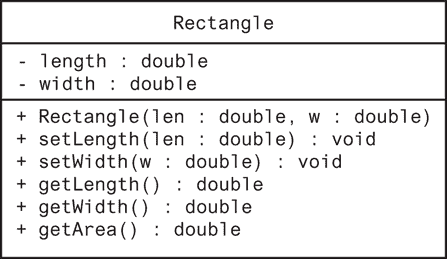 Rectangle
- length : double
- width : double
+ Rectangle(len : double, w : double)
+ setLength(len : double) : void
+ setWidth(w : double) : void
+ getLength() : double
+ getWidth() : double
+ getArea() : double